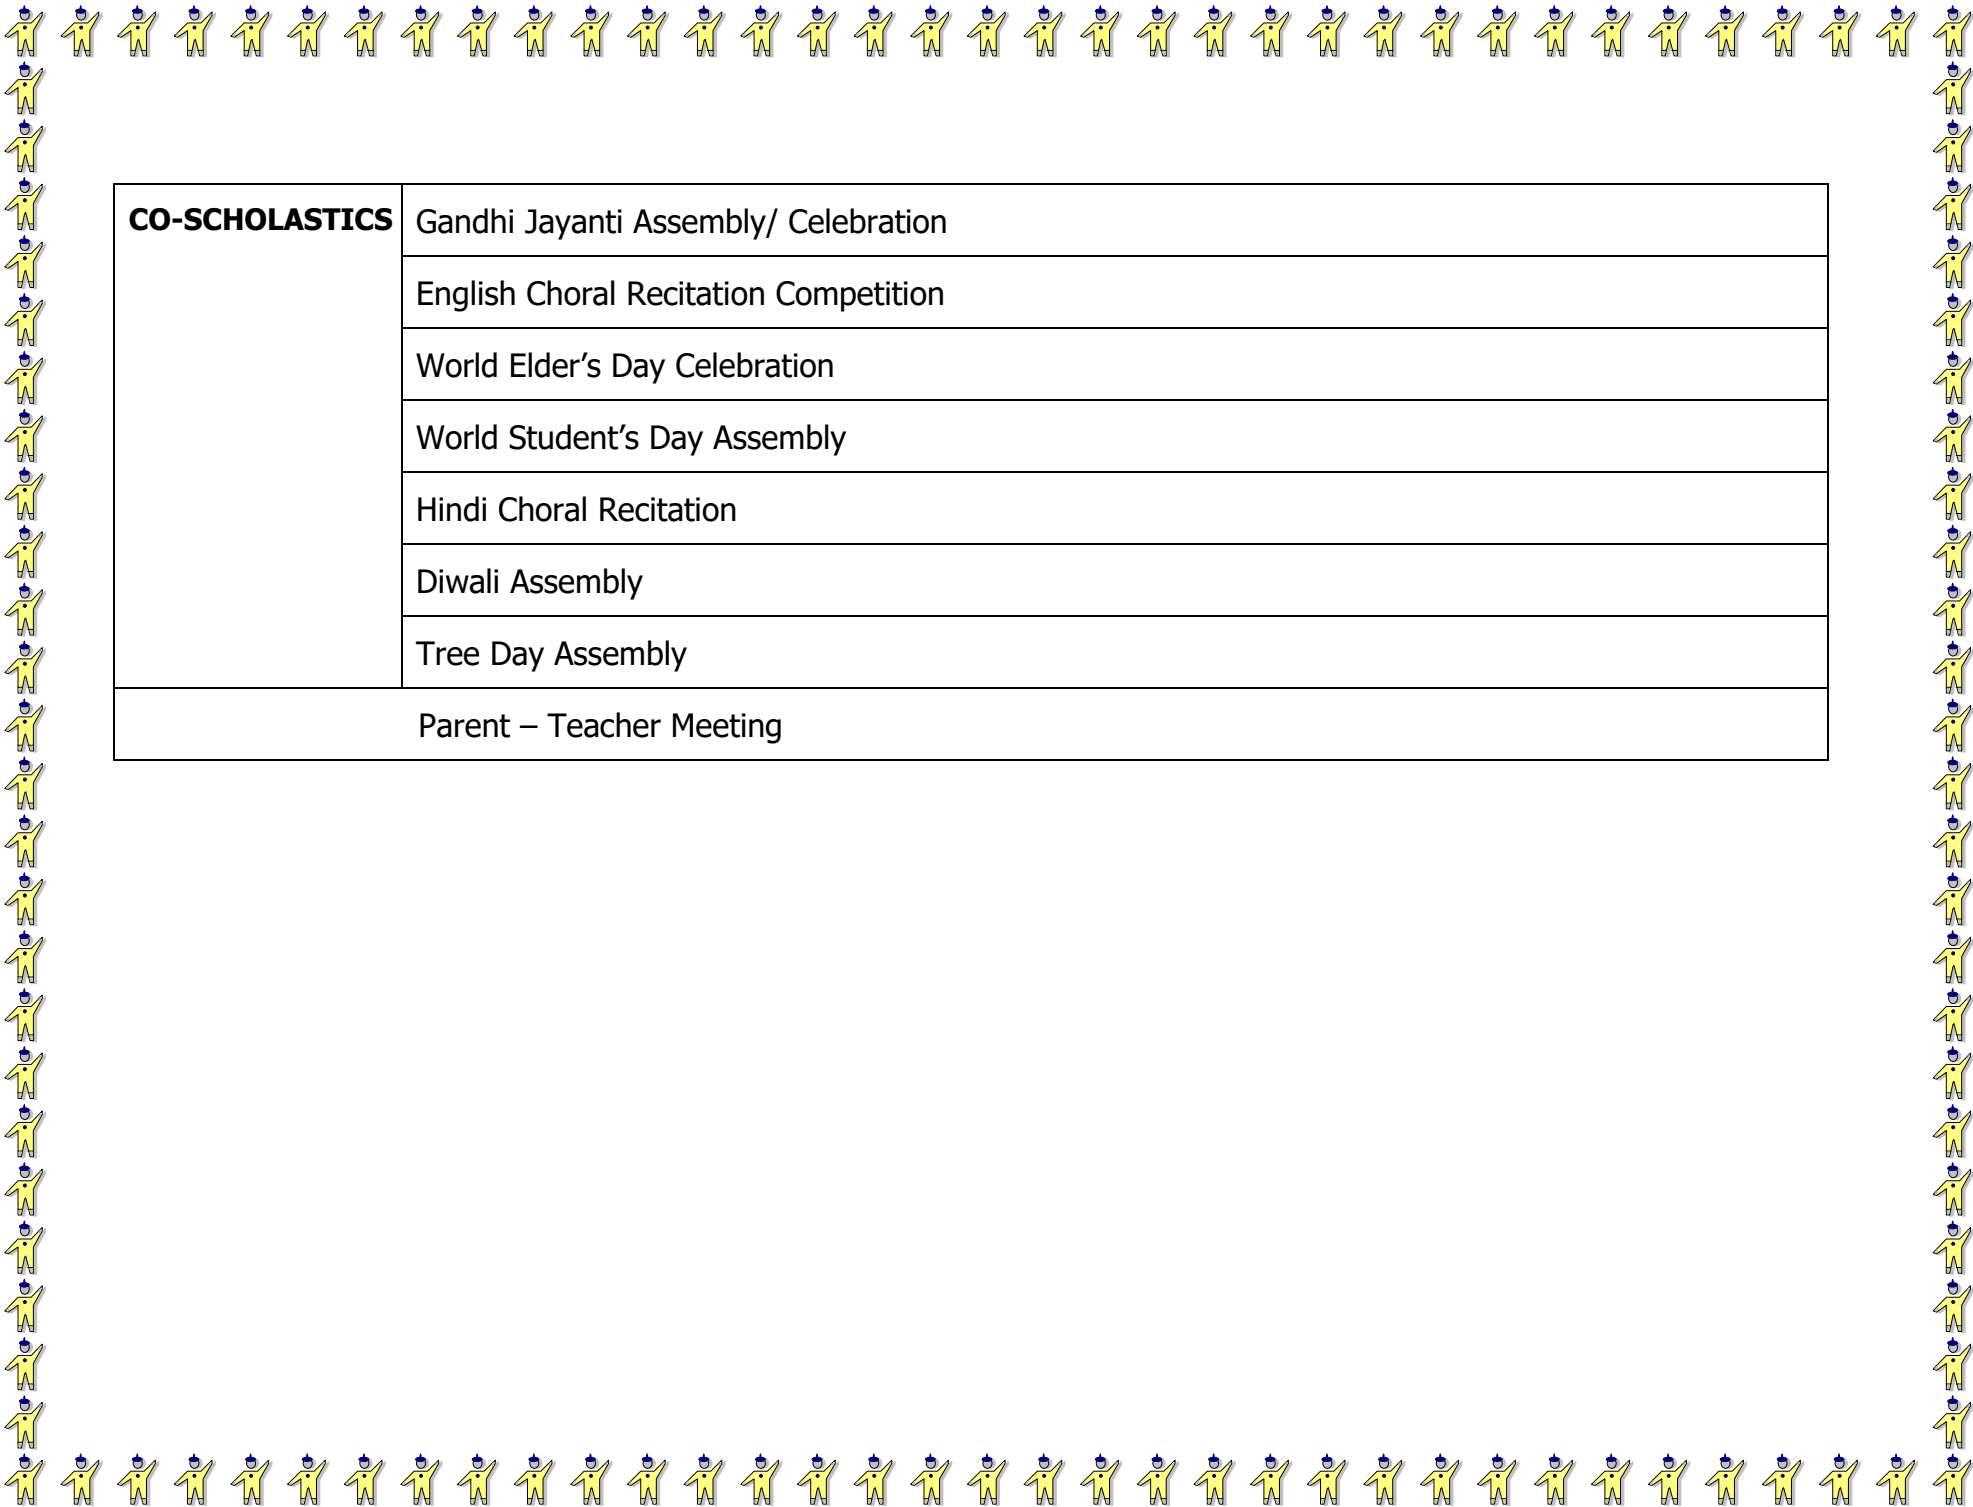 CO-SCHOLASTICS
Gandhi Jayanti Assembly/ Celebration
English Choral Recitation Competition
World Elder’s Day Celebration
World Student’s Day Assembly
Hindi Choral Recitation
Diwali Assembly
Tree Day Assembly
Parent – Teacher Meeting